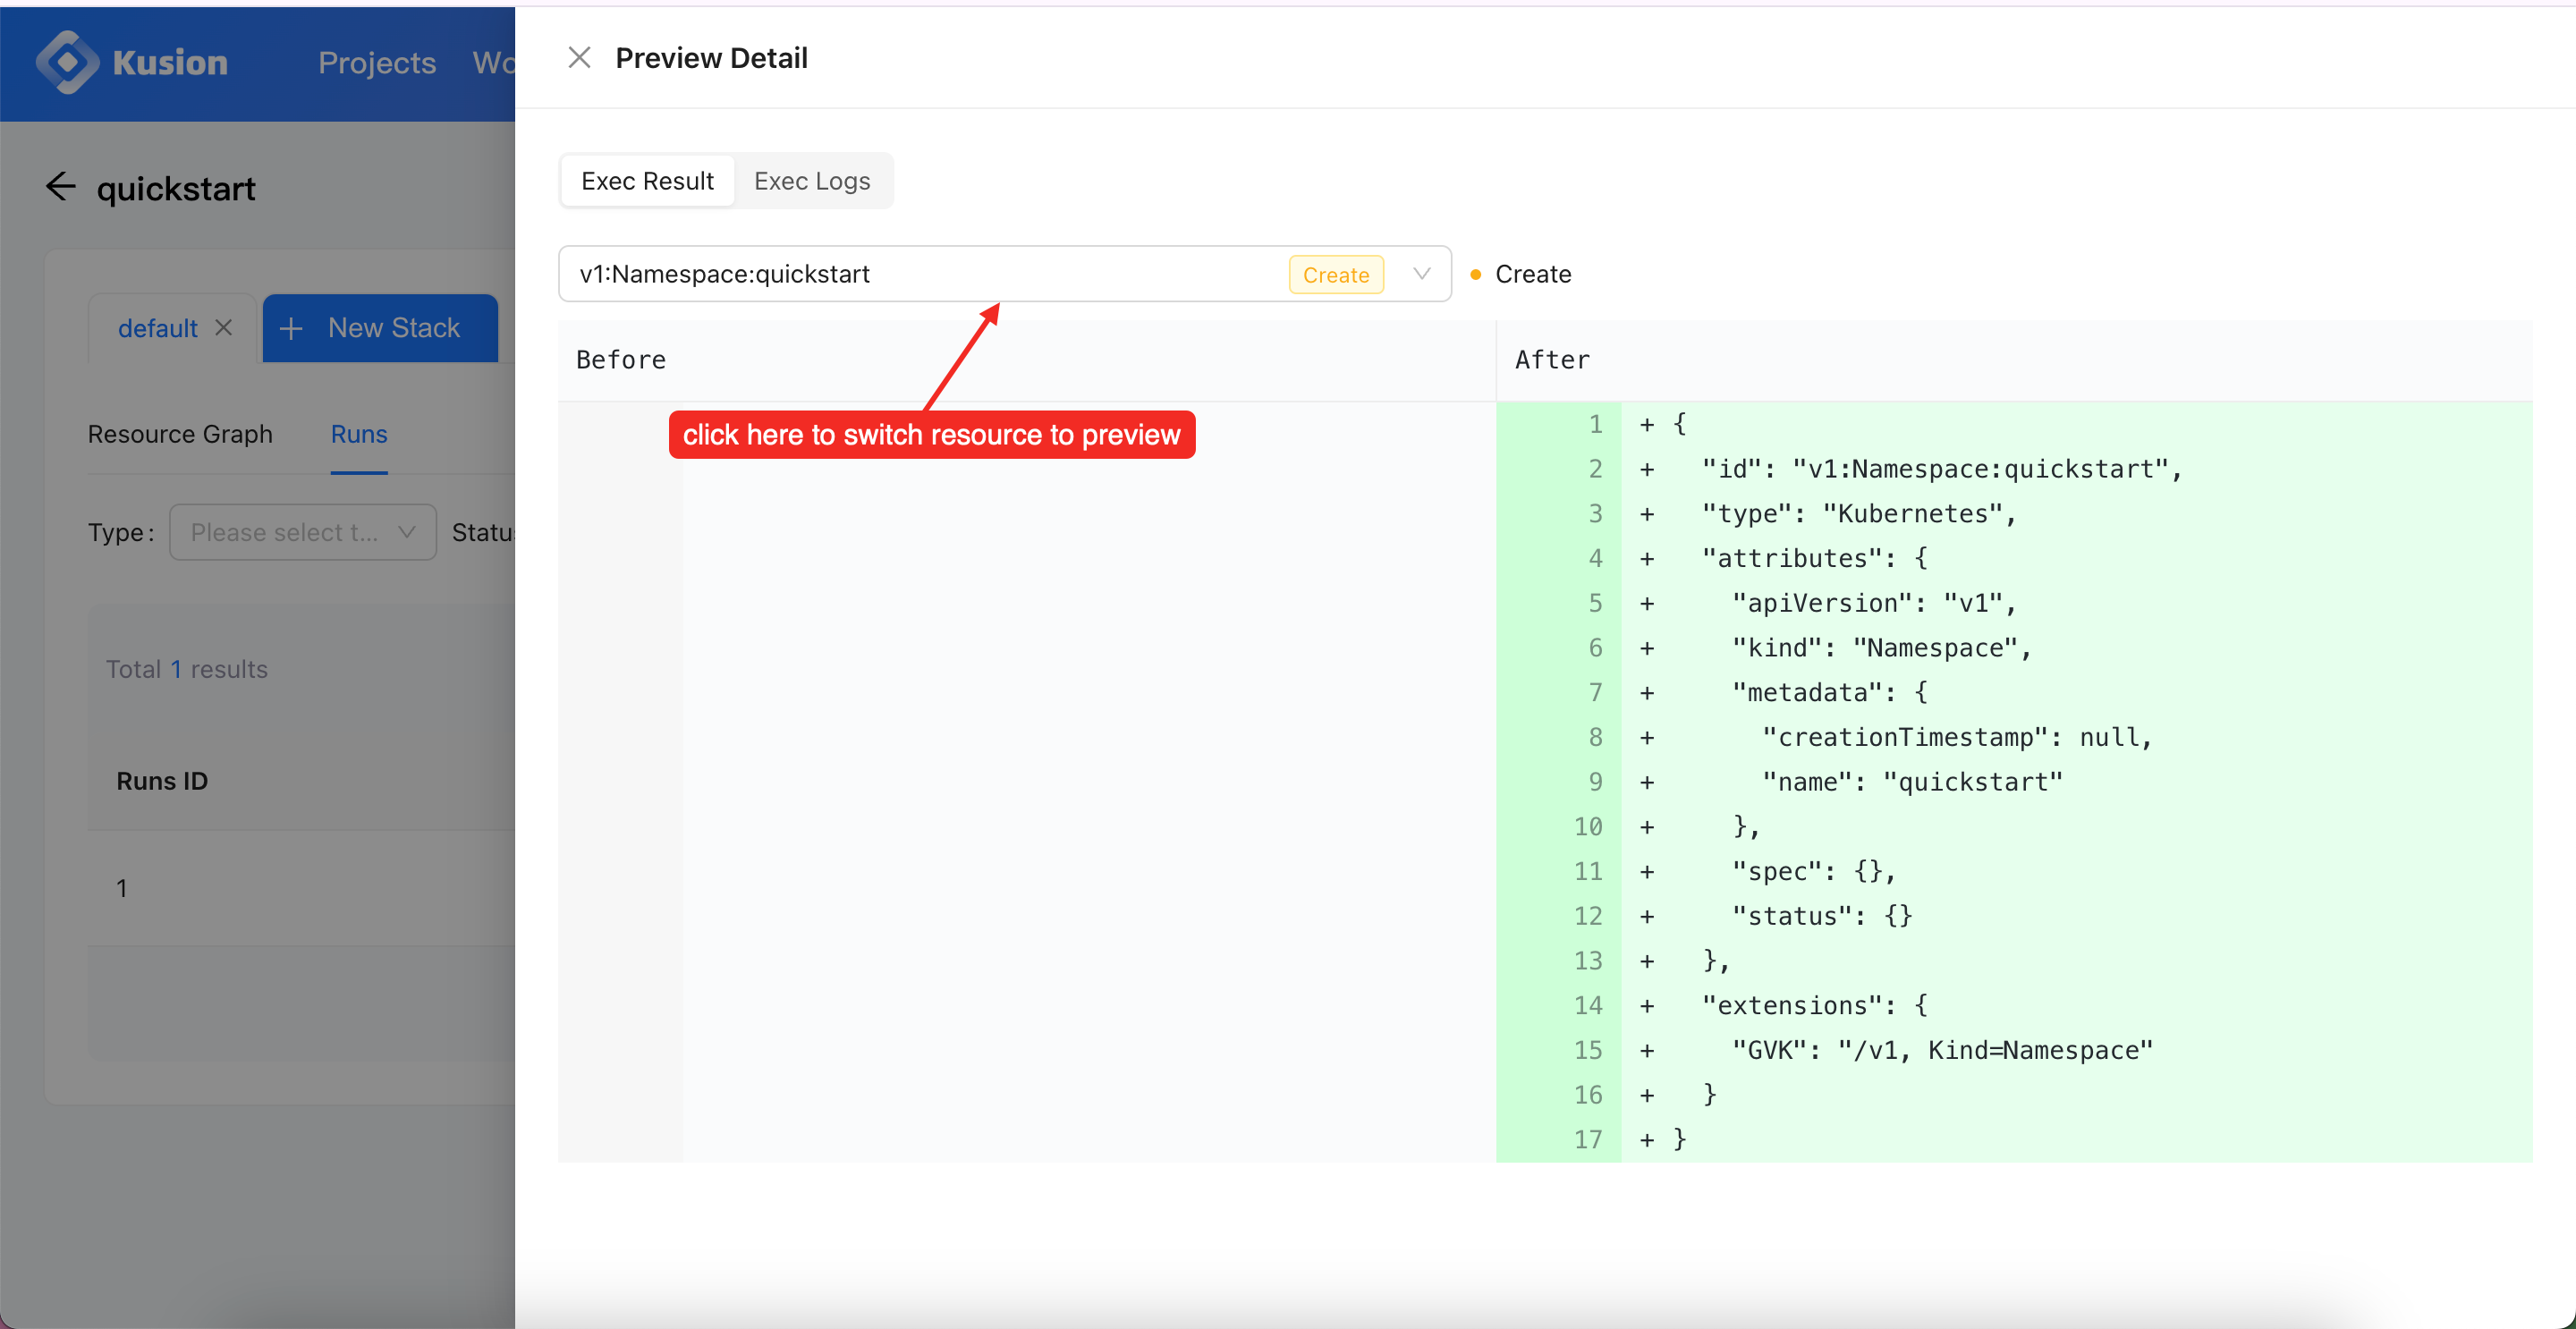 Kusion Projects
Preview Detail
quickstart
Exec Result Exec Logs
v1:Namespace:quickstart Create Create
default New Stack
Before After
click here to switch resource to preview
Resource Graph Runs
Type: Please select t...
Total 1 results
Runs ID
1
1 + {
2 + "id": "v1:Namespace:quickstart",
3 + "type": "Kubernetes",
4 + "attributes": {
5 + "apiVersion": "v1",
6 + "kind": "Namespace",
7 + "metadata": {
8 + "creationTimestamp": null,
9 + "name": "quickstart"
10 + },
11 + "spec": {},
12 + "status": {}
13 + },
14 + "extensions": {
15 + "GVK": "/v1, Kind=Namespace"
16 + }
17 + }